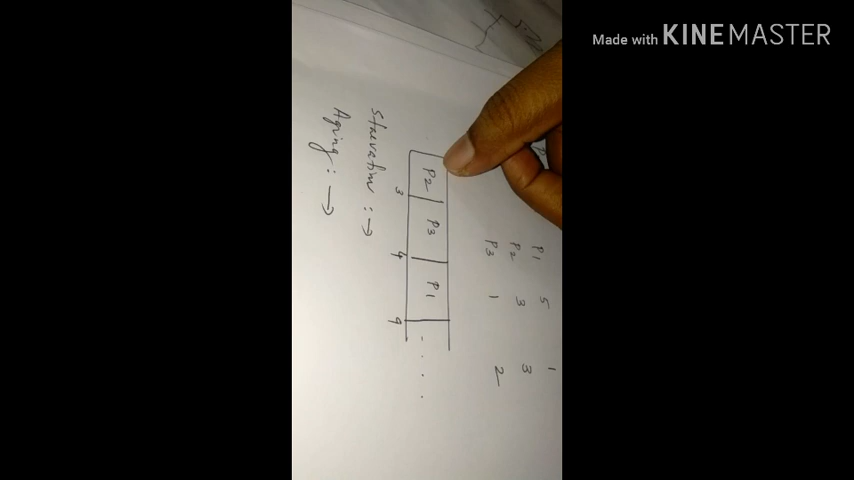 Made with KINEMASTER
P1 5 1
P2 3 3
P3 1 2
P2 P3 P1 ....
3 4 9
Starvation : →
Aging : →